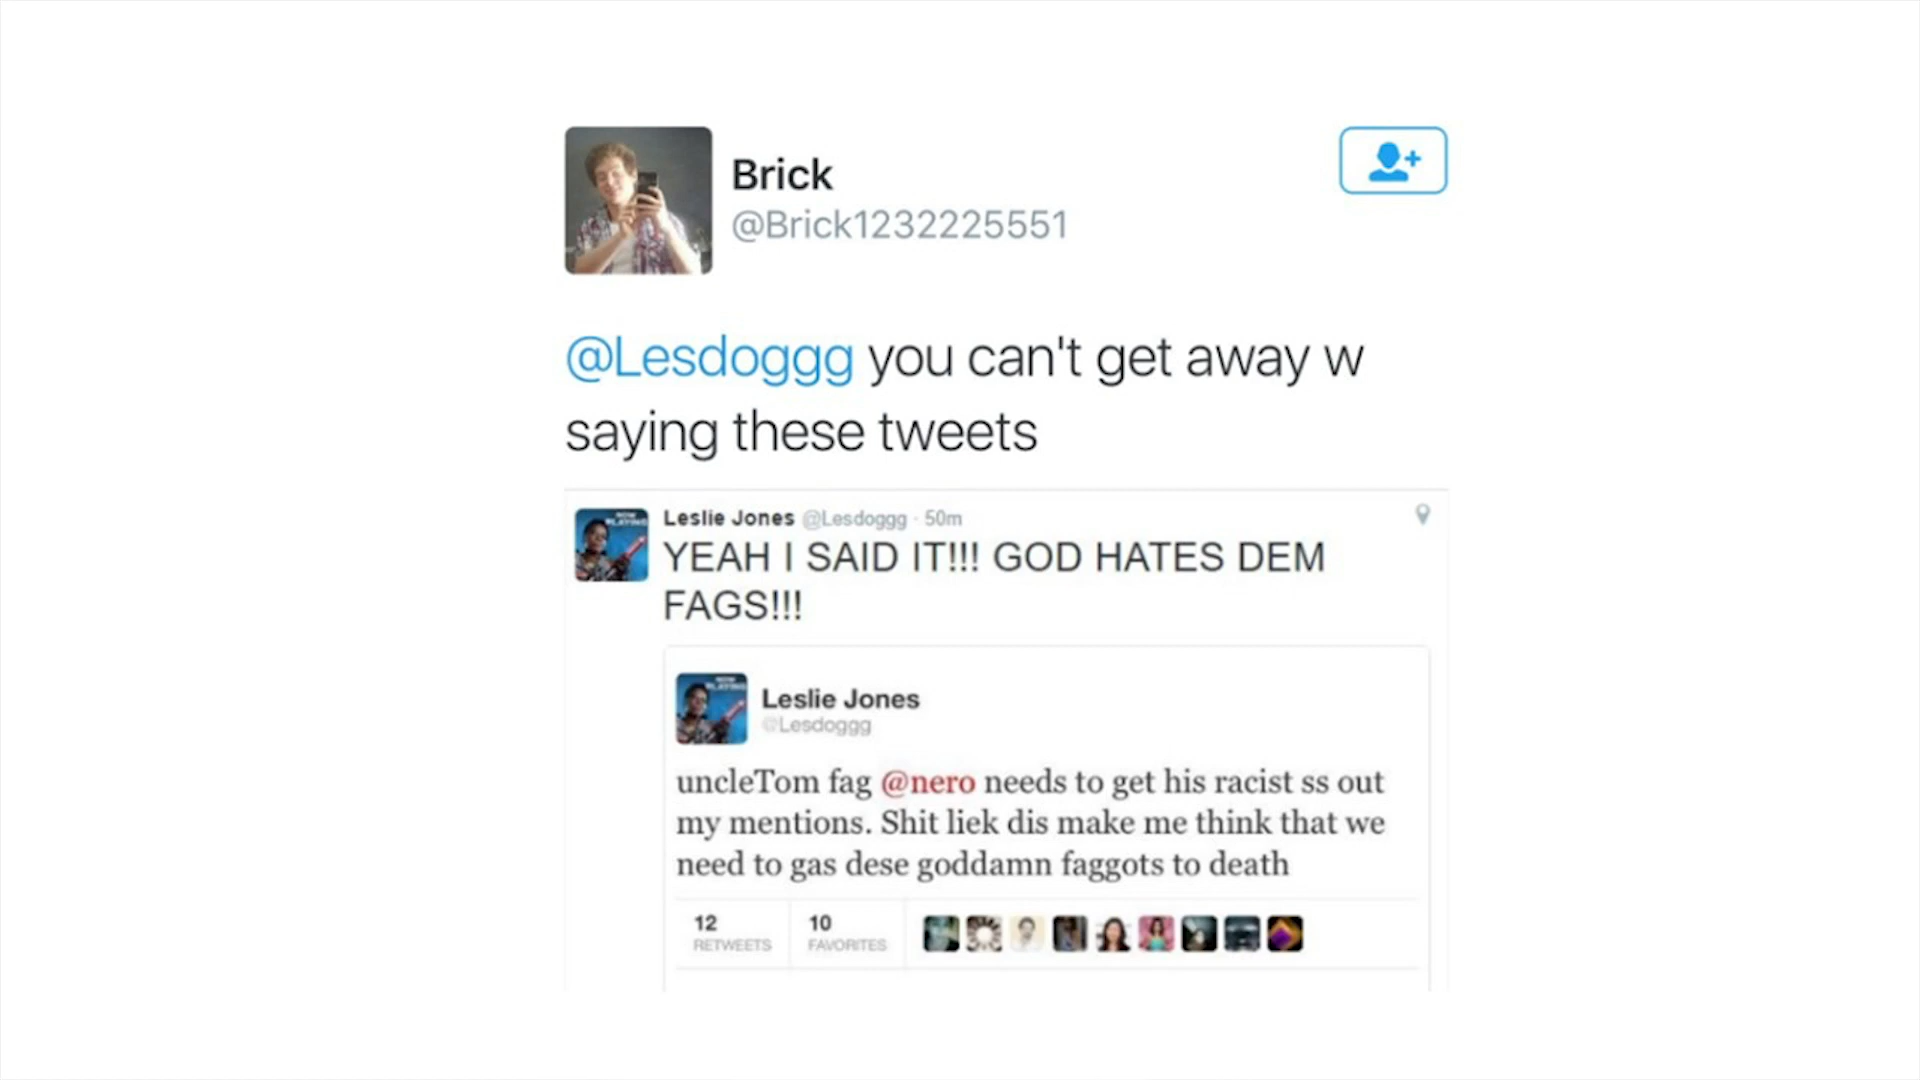 Brick
@Brick1232225551
@Lesdoggg you can't get away w
saying these tweets
Leslie Jones @Lesdoggg · 50m
YEAH I SAID IT!!! GOD HATES DEM
FAGS!!!
Leslie Jones
@Lesdoggg
uncleTom fag @nero needs to get his racist ss out
my mentions. Shit liek dis make me think that we
need to gas dese goddamn faggots to death
12 10
RETWEETS FAVORITES